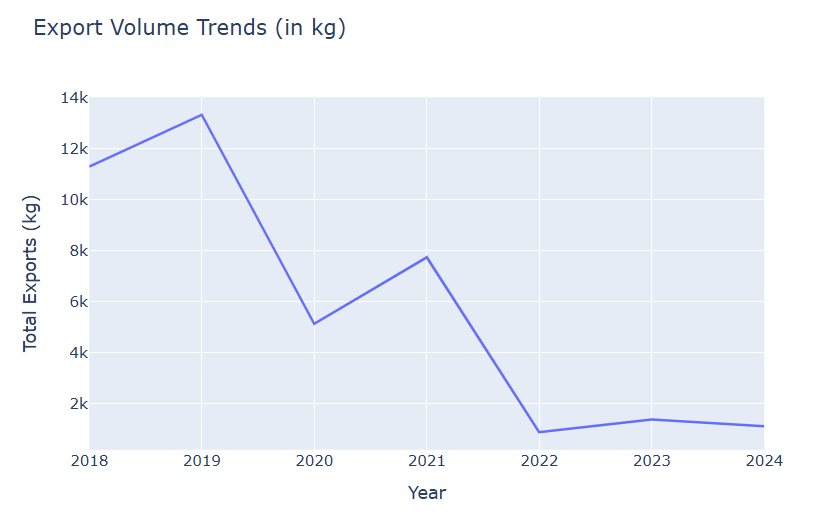 Export Volume Trends (in kg)
14k
12k
10k
8k
6k
4k
2k
Total Exports (kg)
2018 2019 2020 2021 2022 2023 2024
Year